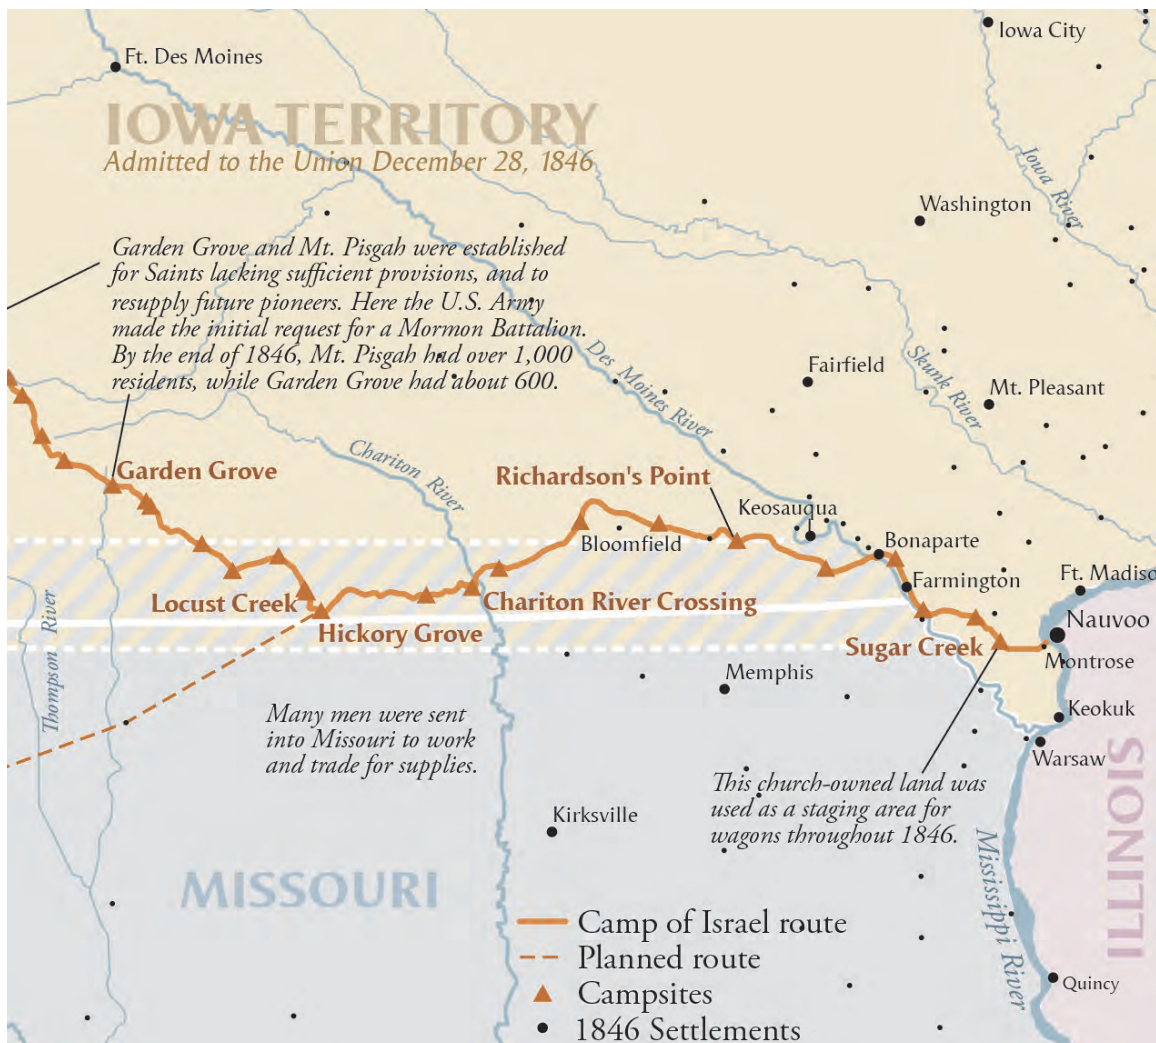 Iowa City
Ft. Des Moines
IOWA TERRITORY
Admitted to the Union December 28, 1846
Iowa River
Washington
Garden Grove and Mt. Pisgah were established
for Saints lacking sufficient provisions, and to
resupply future pioneers. Here the U.S. Army
made the initial request for a Mormon Battalion.
By the end of 1846, Mt. Pisgah had over 1,000
residents, while Garden Grove had about 600.
Des Moines River
Fairfield
Skunk River
Mt. Pleasant
Chariton River
Garden Grove
Richardson's Point
Keosauqua
Bloomfield
Bonaparte
Farmington
Ft. Madiso
Locust Creek
Chariton River Crossing
Hickory Grove
Nauvoo
Sugar Creek
Montrose
Thompson River
Memphis
Keokuk
Many men were sent
into Missouri to work
and trade for supplies.
Warsaw
This church-owned land was
used as a staging area for
wagons throughout 1846.
Kirksville
ILLINOIS
MISSOURI
Mississippi River
Camp of Israel route
Planned route
Campsites
1846 Settlements
Quincy